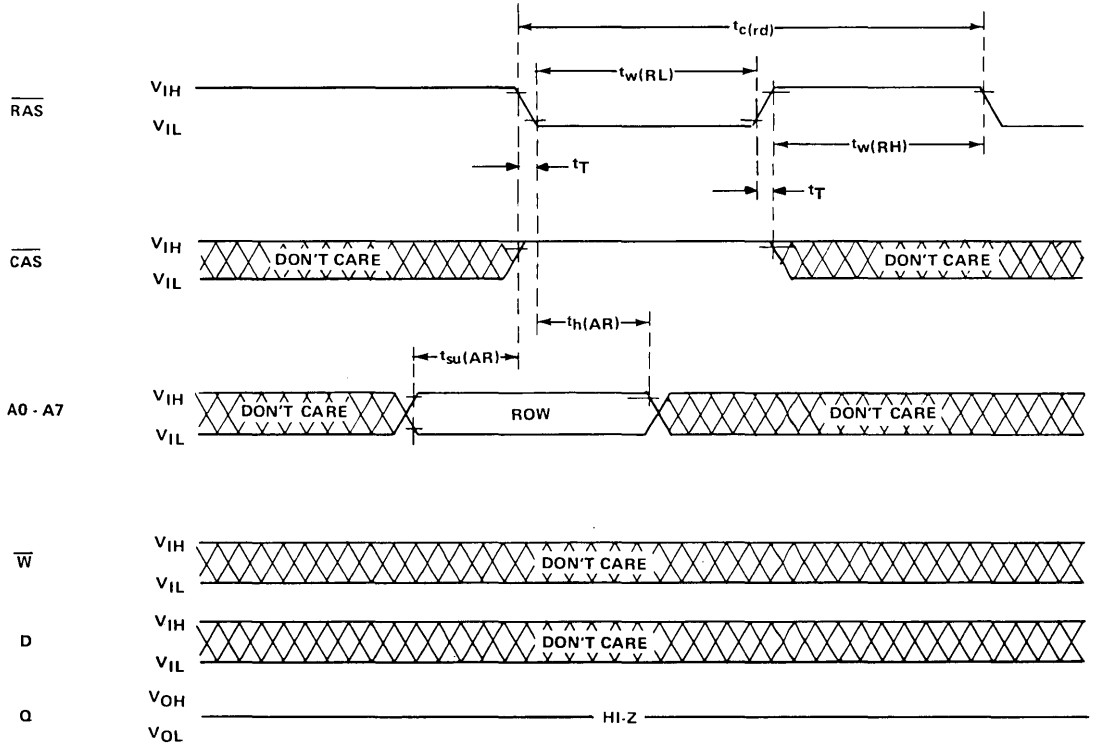 tc(rd)
tw(RL)
VIH
RAS
VIL
tw(RH)
tT
tT
VIH
CAS
DON'T CARE
DON'T CARE
VIL
th(AR)
tsu(AR)
VIH
A0 - A7
DON'T CARE
ROW
DON'T CARE
VIL
VIH
W
DON'T CARE
VIL
VIH
D
DON'T CARE
VIL
VOH
Q
HI-Z
VOL